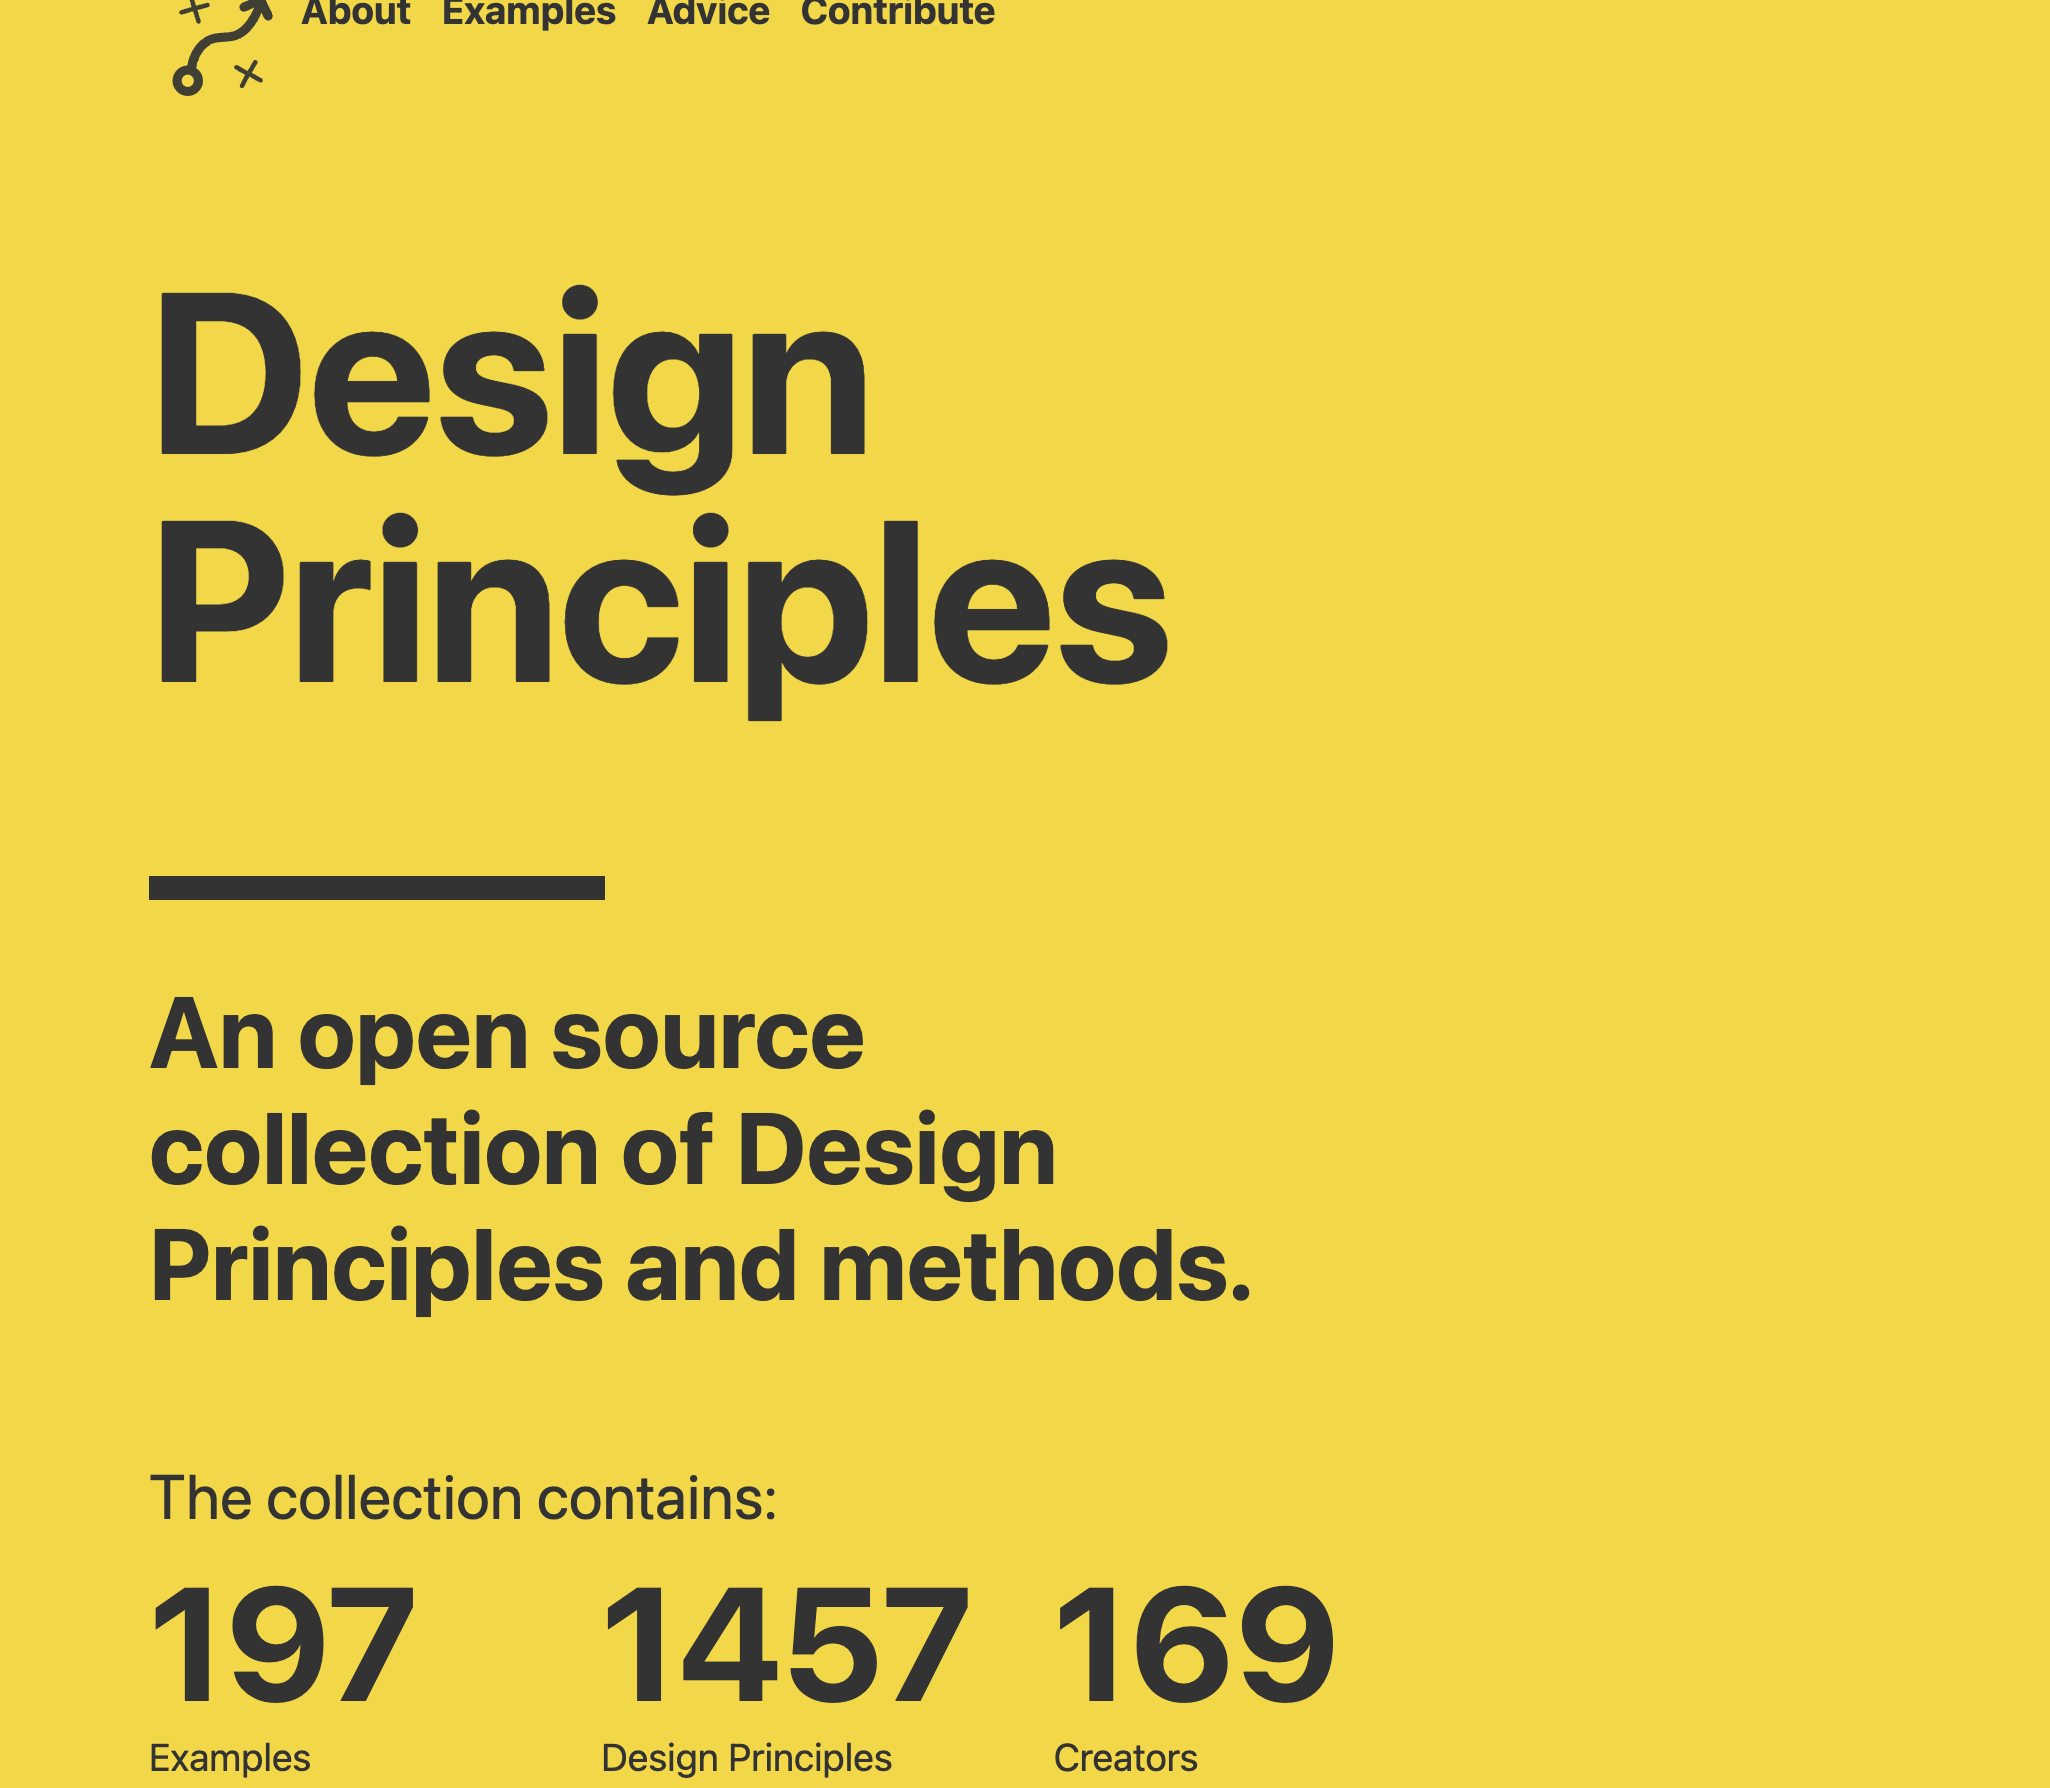 About Examples Advice Contribute
Design
Principles
An open source
collection of Design
Principles and methods.
The collection contains:
197 1457 169
Examples Design Principles Creators